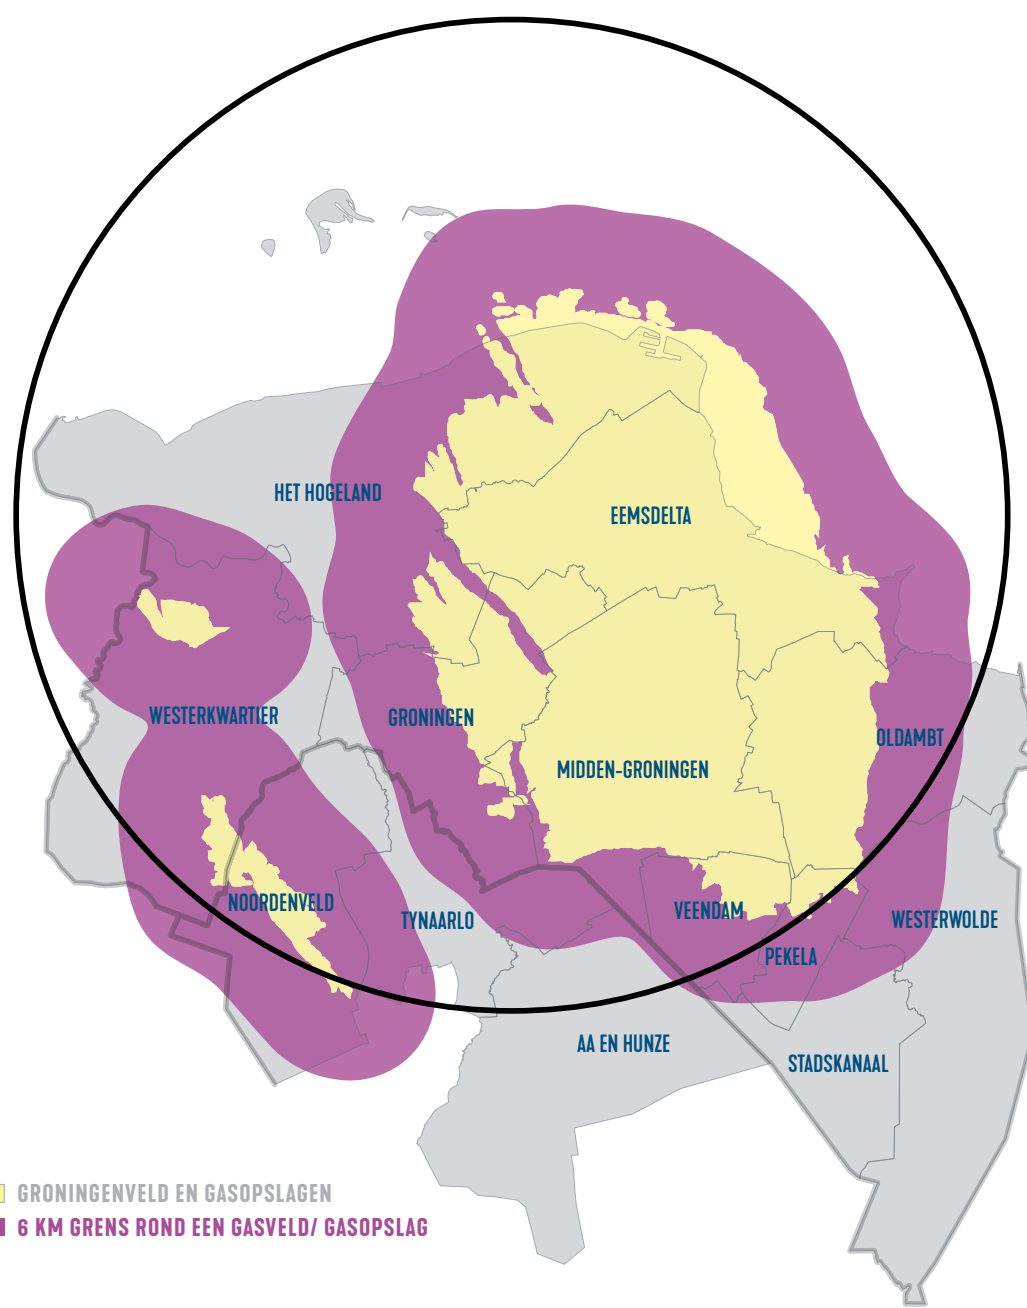 HET HOGELAND
EEMSDELTA
WESTERKWARTIER
GRONINGEN
OLDAMBT
MIDDEN-GRONINGEN
NOORDENVELD
VEENDAM
TYNAARLO
WESTERWOLDE
PEKELA
AA EN HUNZE
STADSKANAAL
GRONINGENVELD EN GASOPSLAGEN
6 KM GRENS ROND EEN GASVELD/ GASOPSLAG